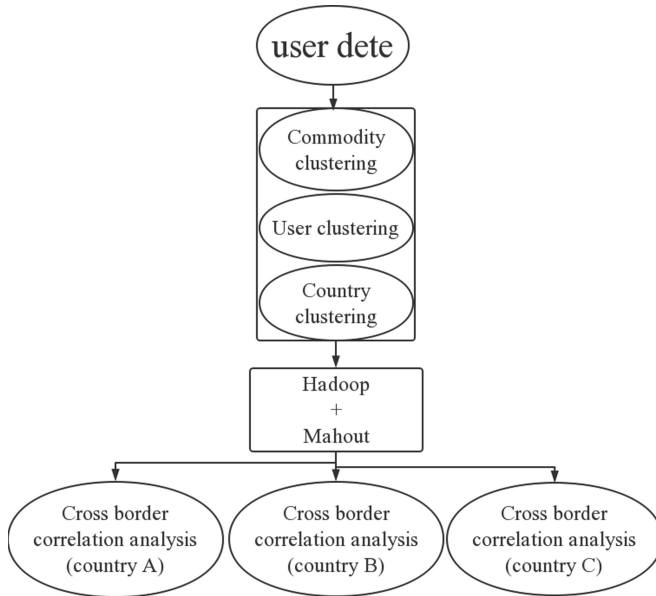 user dete
Commodity
clustering
User clustering
Country
clustering
Hadoop
+
Mahout
Cross border
correlation analysis
(country A)
Cross border
correlation analysis
(country B)
Cross border
correlation analysis
(country C)